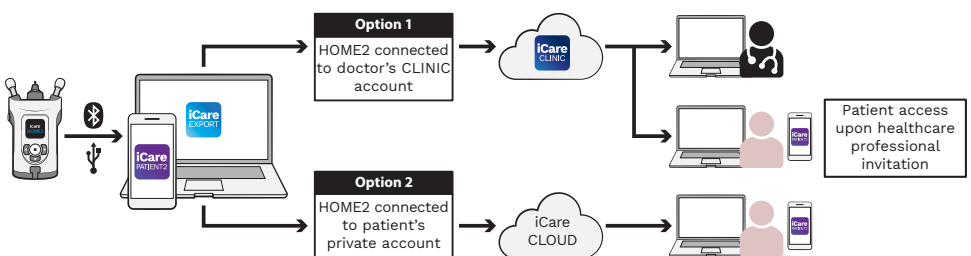 Option 1
HOME2 connected
to doctor's CLINIC
account
iCare
CLINIC
iCare
HOME2
iCare
EXPORT
iCare
PATIENT2
iCare
PATIENT2
Patient access
upon healthcare
professional
invitation
Option 2
HOME2 connected
to patient's
private account
iCare
CLOUD
iCare
PATIENT2